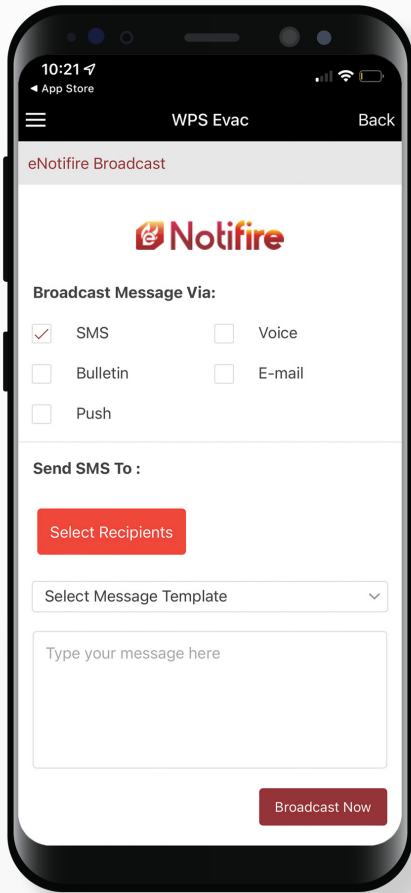 10:21
◀ App Store
WPS Evac
Back
eNotifire Broadcast
e Notifire
Broadcast Message Via:
SMS
Voice
Bulletin
E-mail
Push
Send SMS To :
Select Recipients
Select Message Template
Type your message here
Broadcast Now